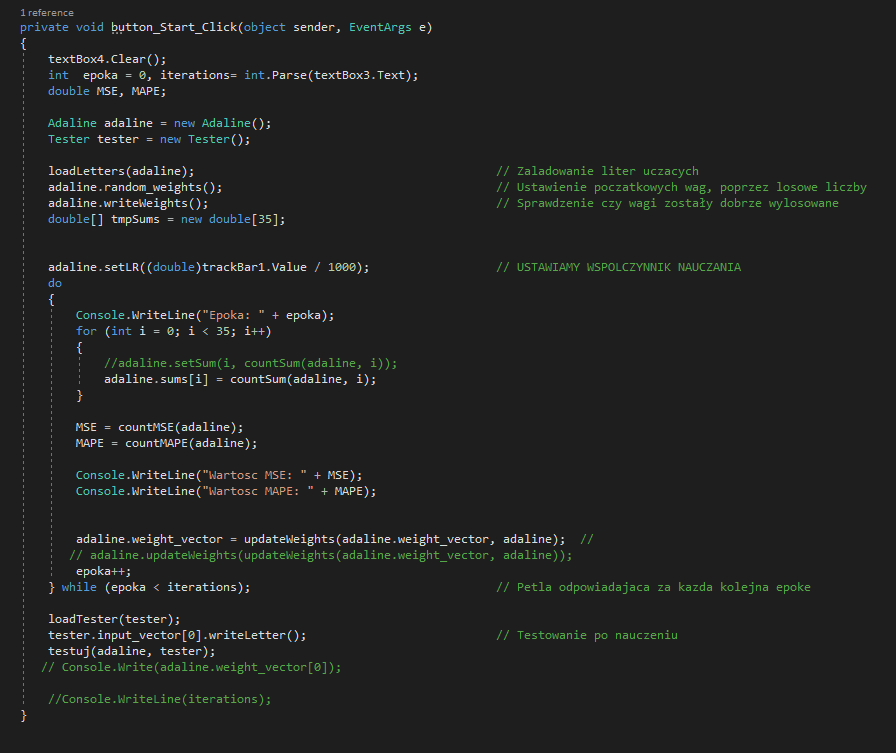 1 reference
private void button_Start_Click(object sender, EventArgs e)
{
textBox4.Clear();
int  epoka = 0, iterations= int.Parse(textBox3.Text);
double MSE, MAPE;
Adaline adaline = new Adaline();
Tester tester = new Tester();
loadLetters(adaline); // Zaladowanie liter uczacych
adaline.random_weights(); // Ustawienie poczatkowych wag, poprzez losowe liczby
adaline.writeWeights(); // Sprawdzenie czy wagi zostały dobrze wylosowane
double[] tmpSums = new double[35];
adaline.setLR((double)trackBar1.Value / 1000); // USTAWIAMY WSPOLCZYNNIK NAUCZANIA
do
{
Console.WriteLine("Epoka: " + epoka);
for (int i = 0; i < 35; i++)
{
//adaline.setSum(i, countSum(adaline, i));
adaline.sums[i] = countSum(adaline, i);
}
MSE = countMSE(adaline);
MAPE = countMAPE(adaline);
Console.WriteLine("Wartosc MSE: " + MSE);
Console.WriteLine("Wartosc MAPE: " + MAPE);
adaline.weight_vector = updateWeights(adaline.weight_vector, adaline);  //
// adaline.updateWeights(updateWeights(adaline.weight_vector, adaline));
epoka++;
} while (epoka < iterations); // Petla odpowiadajaca za kazda kolejna epoke
loadTester(tester);
tester.input_vector[0].writeLetter(); // Testowanie po nauczeniu
testuj(adaline, tester);
// Console.Write(adaline.weight_vector[0]);
//Console.WriteLine(iterations);
}